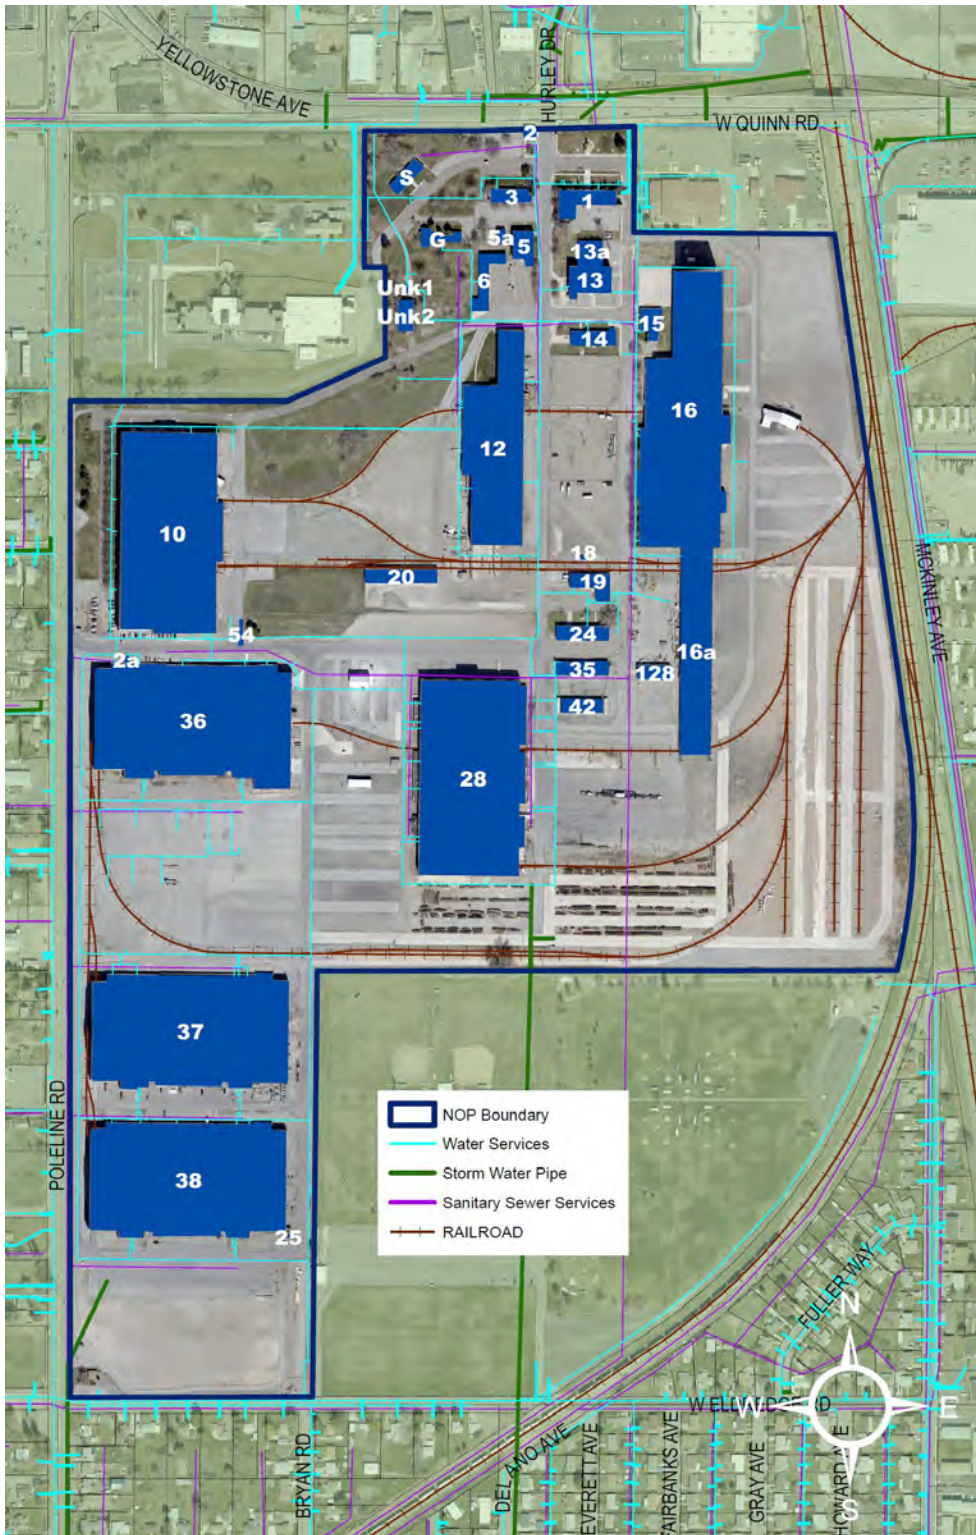 YELLOWSTONE AVE
HURLEY DR
W QUINN RD
2
S
3
1
G
5a
5
13a
6
13
Unk1
Unk2
15
14
16
12
10
18
20
19
54
24
2a
35
128
16a
36
42
28
MCKINLEY AVE
37
POLELINE RD
38
25
NOP Boundary
Water Services
Storm Water Pipe
Sanitary Sewer Services
RAILROAD
FULLER WAY
N
W
E
S
BRYAN RD
DELANO AVE
EVERETT AVE
FAIRBANKS AVE
GRAY AVE
HOWARD AVE